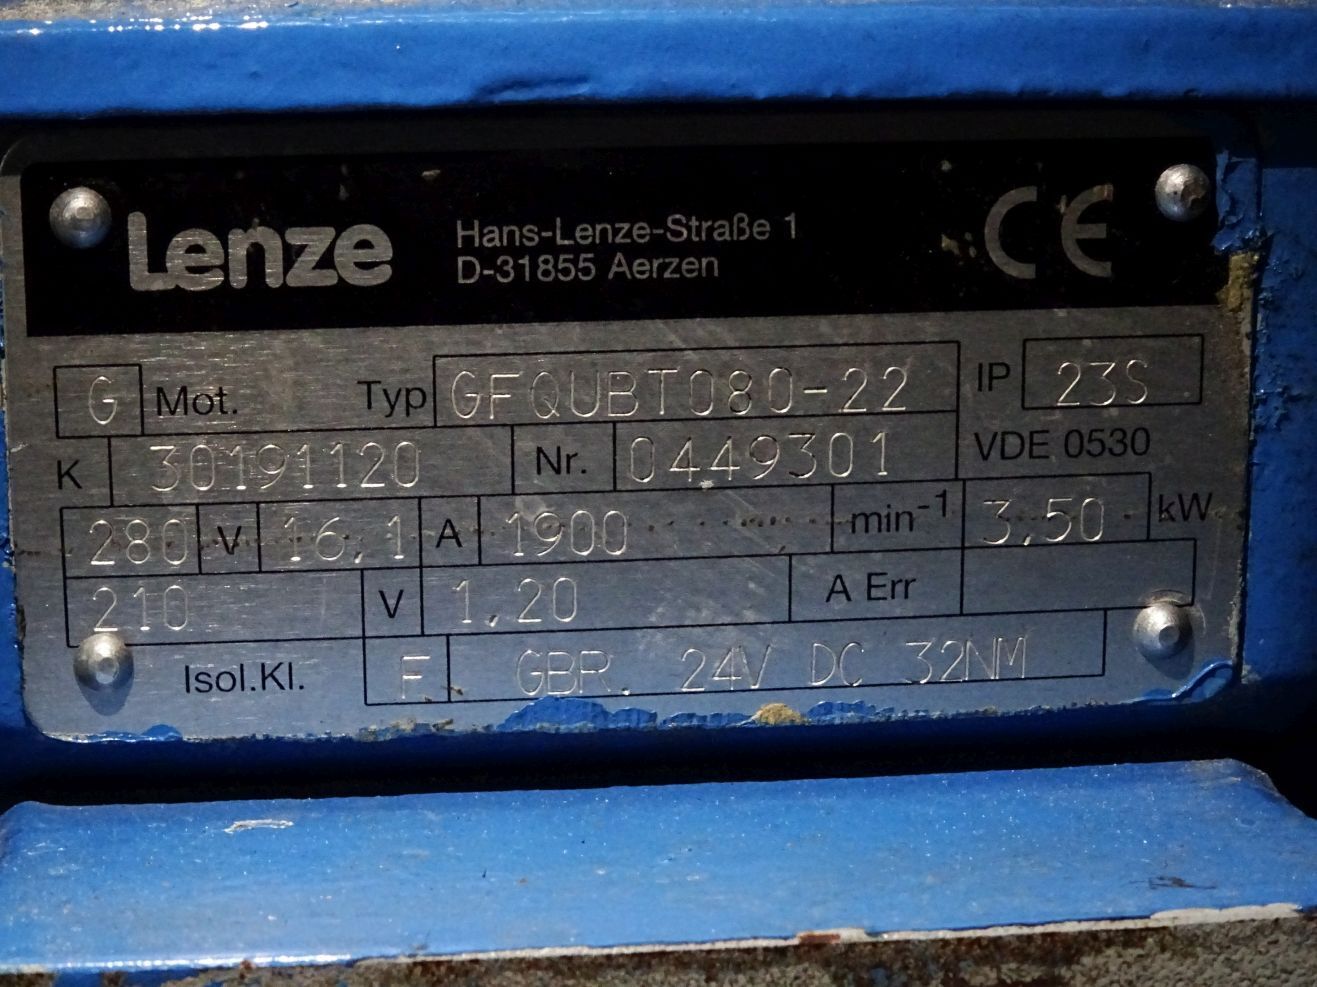 Lenze
Hans-Lenze-Straße 1
D-31855 Aerzen
CE
G Mot. Typ GFQUBT080-22 IP 23S
K 30191120 Nr. 0449301 VDE 0530
280 V 16,1 A 1900 min-1 3,50 kW
210 V 1,20 A Err
Isol.Kl. F GBR. 24V DC 32NM